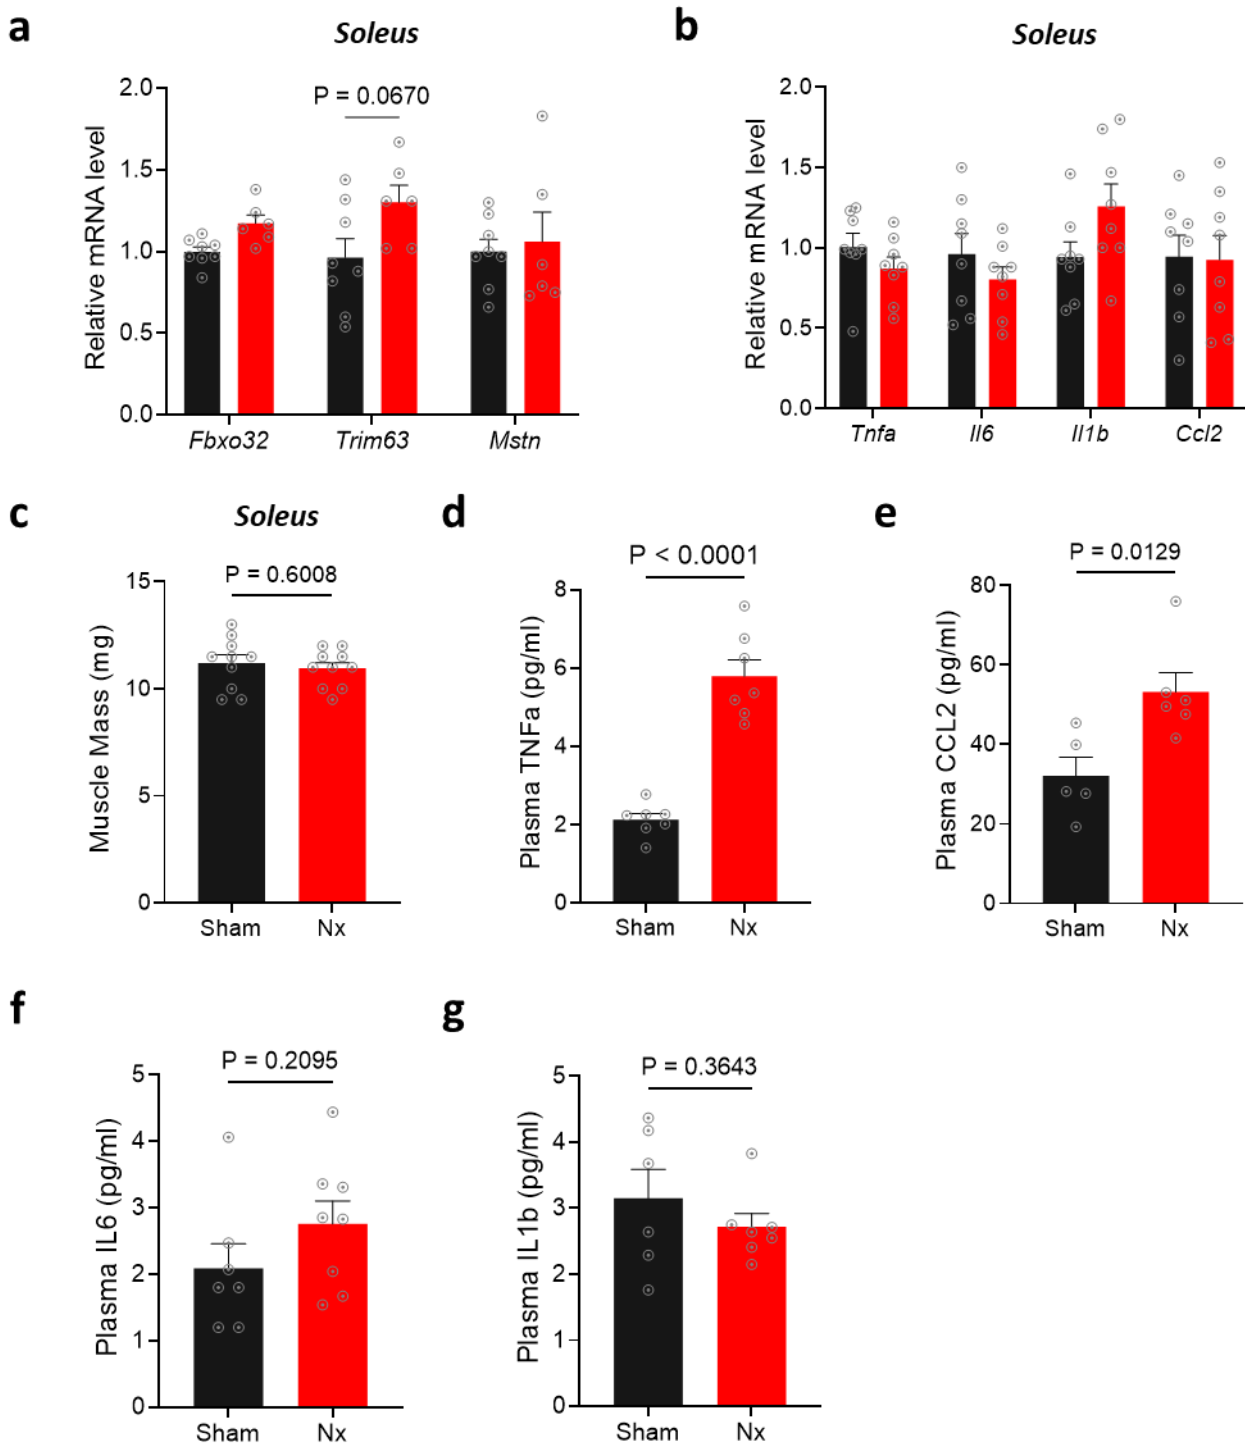 a
Soleus
Relative mRNA level
2.0
1.5
1.0
0.5
0.0
P = 0.0670
Fbxo32 Trim63 Mstn
b
Soleus
Relative mRNA level
2.0
1.5
1.0
0.5
0.0
Tnfa Il6 Il1b Ccl2
c
Soleus
P = 0.6008
Muscle Mass (mg)
15
10
5
0
Sham Nx
d
P < 0.0001
Plasma TNFa (pg/ml)
8
6
4
2
0
Sham Nx
e
P = 0.0129
Plasma CCL2 (pg/ml)
80
60
40
20
0
Sham Nx
f
P = 0.2095
Plasma IL6 (pg/ml)
5
4
3
2
1
0
Sham Nx
g
P = 0.3643
Plasma IL1b (pg/ml)
5
4
3
2
1
0
Sham Nx